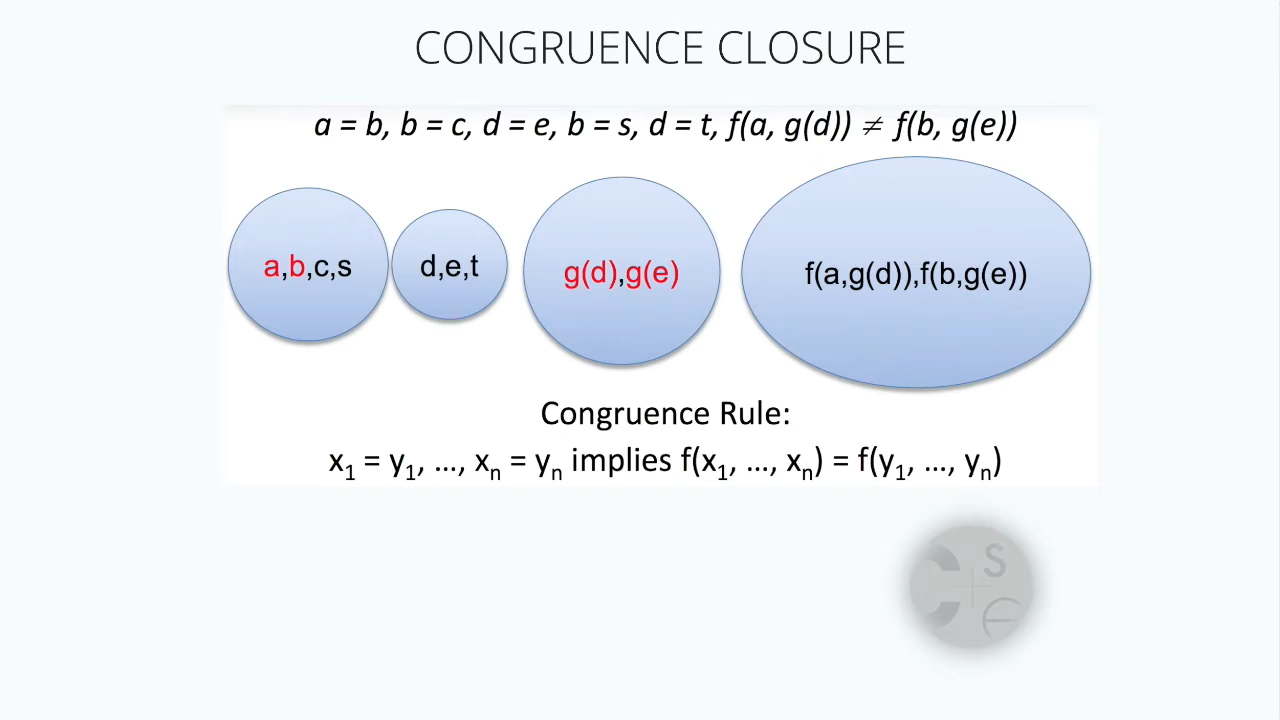 CONGRUENCE CLOSURE
a = b, b = c, d = e, b = s, d = t, f(a, g(d)) ≠ f(b, g(e))
a,b,c,s
d,e,t
g(d),g(e)
f(a,g(d)),f(b,g(e))
Congruence Rule:
x₁ = y₁, ..., xₙ = yₙ implies f(x₁, ..., xₙ) = f(y₁, ..., yₙ)
C S
e